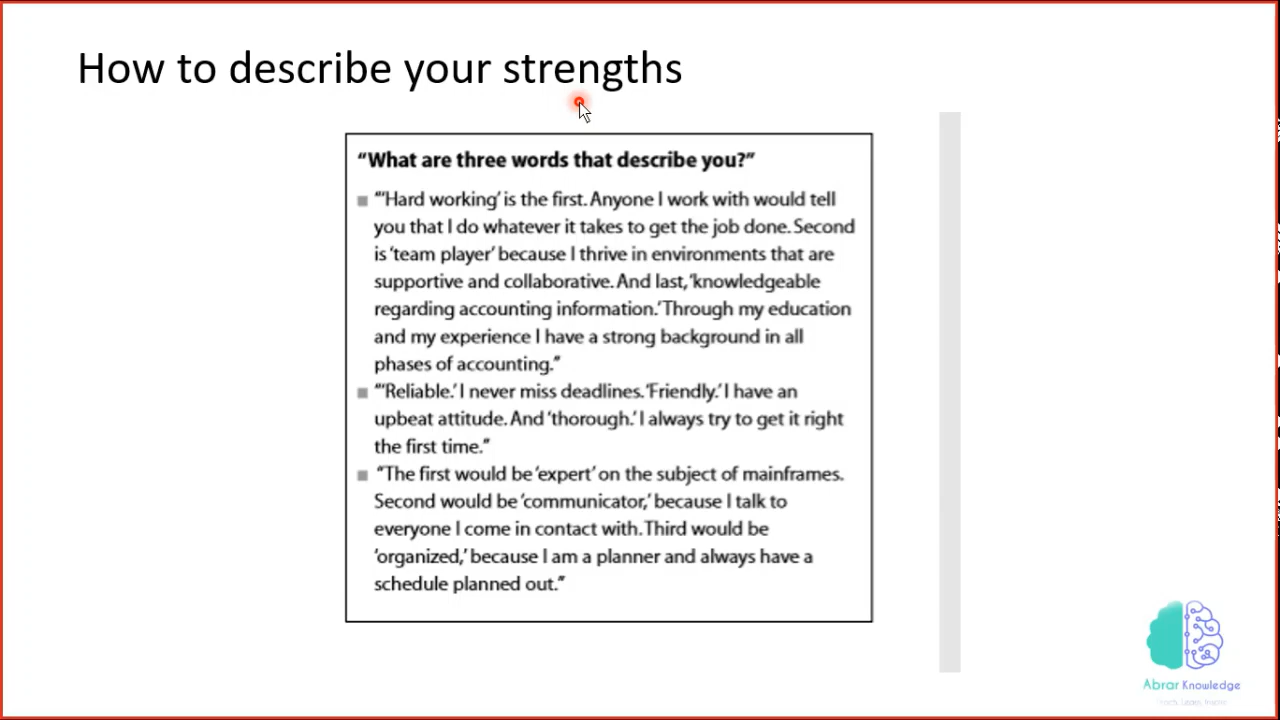 How to describe your strengths
“What are three words that describe you?”
“‘Hard working’ is the first. Anyone I work with would tell
you that I do whatever it takes to get the job done. Second
is ‘team player’ because I thrive in environments that are
supportive and collaborative. And last, ‘knowledgeable
regarding accounting information.’ Through my education
and my experience I have a strong background in all
phases of accounting.”
“‘Reliable.’ I never miss deadlines. ‘Friendly.’ I have an
upbeat attitude. And ‘thorough.’ I always try to get it right
the first time.”
“The first would be ‘expert’ on the subject of mainframes.
Second would be ‘communicator,’ because I talk to
everyone I come in contact with. Third would be
‘organized,’ because I am a planner and always have a
schedule planned out.”
Abrar Knowledge